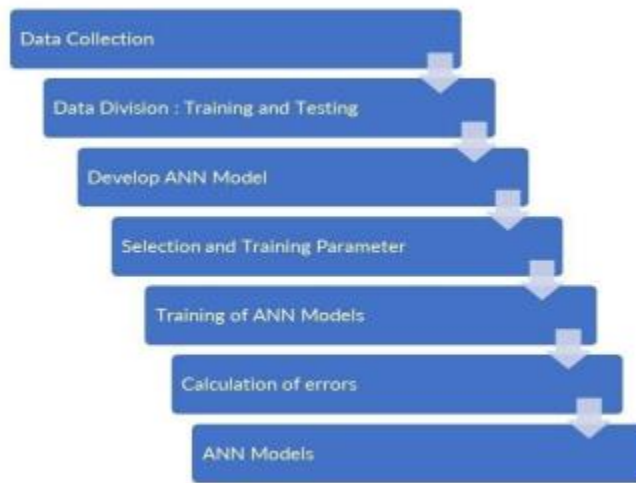 Data Collection
Data Division : Training and Testing
Develop ANN Model
Selection and Training Parameter
Training of ANN Models
Calculation of errors
ANN Models